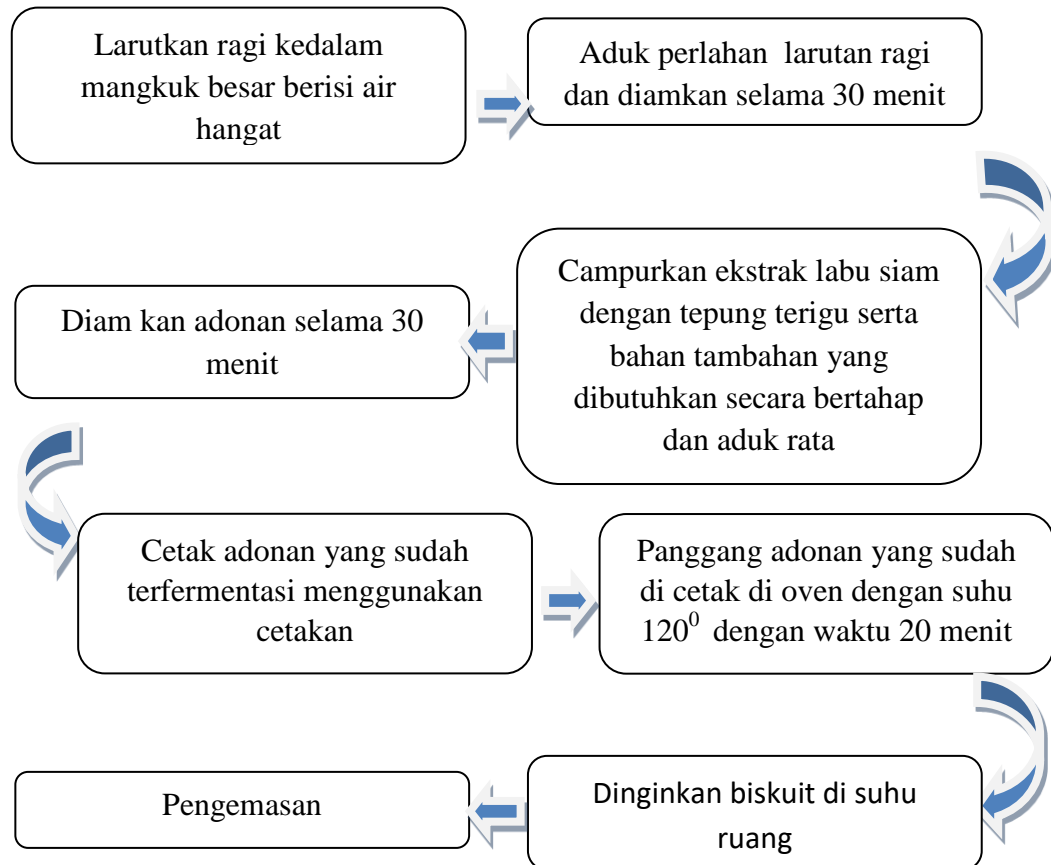 Larutkan ragi kedalam
mangkuk besar berisi air
hangat
Aduk perlahan larutan ragi
dan diamkan selama 30 menit
Campurkan ekstrak labu siam
dengan tepung terigu serta
bahan tambahan yang
dibutuhkan secara bertahap
dan aduk rata
Diam kan adonan selama 30
menit
Cetak adonan yang sudah
terfermentasi menggunakan
cetakan
Panggang adonan yang sudah
di cetak di oven dengan suhu
120⁰ dengan waktu 20 menit
Dinginkan biskuit di suhu
ruang
Pengemasan